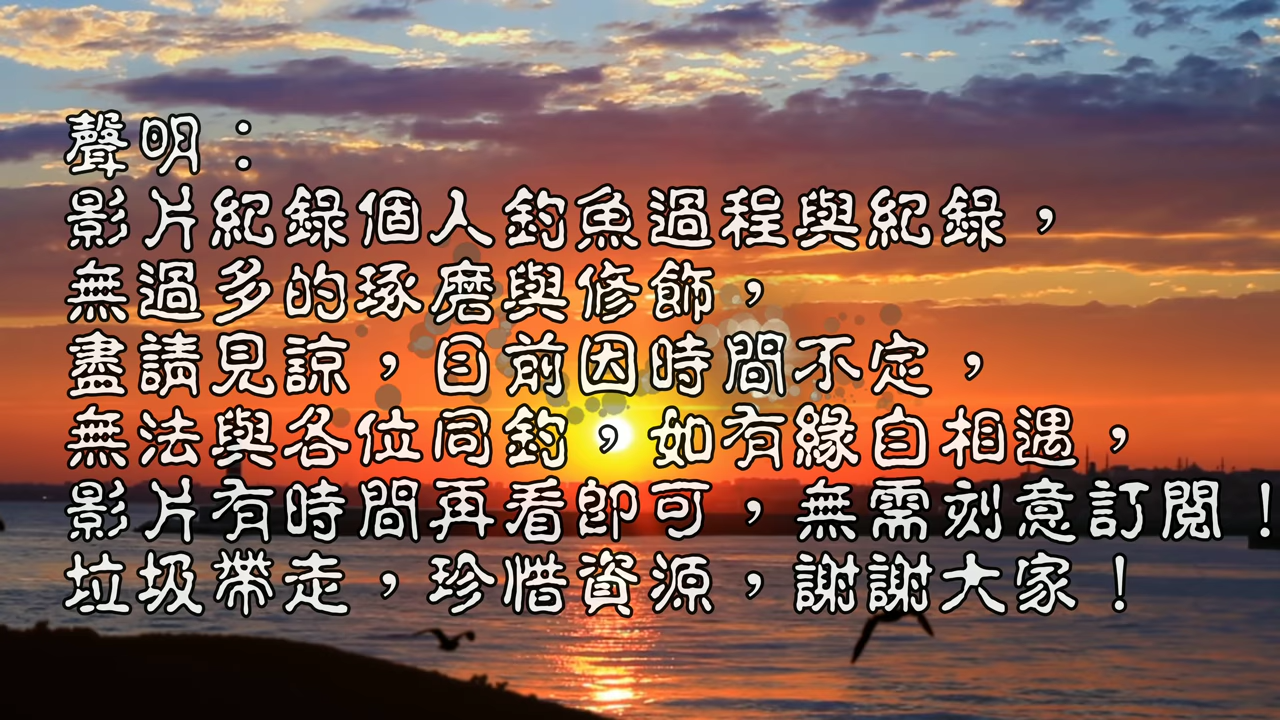 聲明：
影片紀錄個人釣魚過程與紀錄，
無過多的琢磨與修飾，
盡請見諒，目前因時間不定，
無法與各位同釣，如有緣自相遇，
影片有時間再看即可，無需刻意訂閱！
垃圾帶走，珍惜資源，謝謝大家！